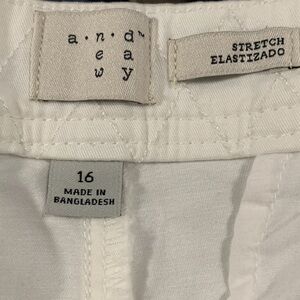 a·n·d™
e a
w y
STRETCH
ELASTIZADO
16
MADE IN
BANGLADESH